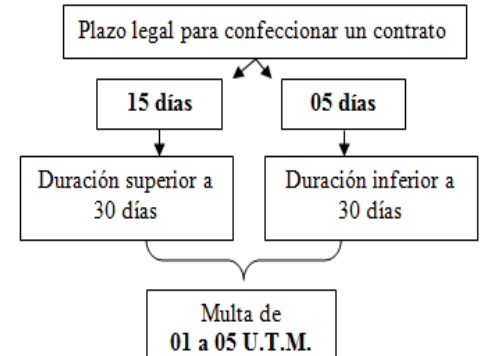 Plazo legal para confeccionar un contrato
15 días
05 días
Duración superior a
30 días
Duración inferior a
30 días
Multa de
01 a 05 U.T.M.